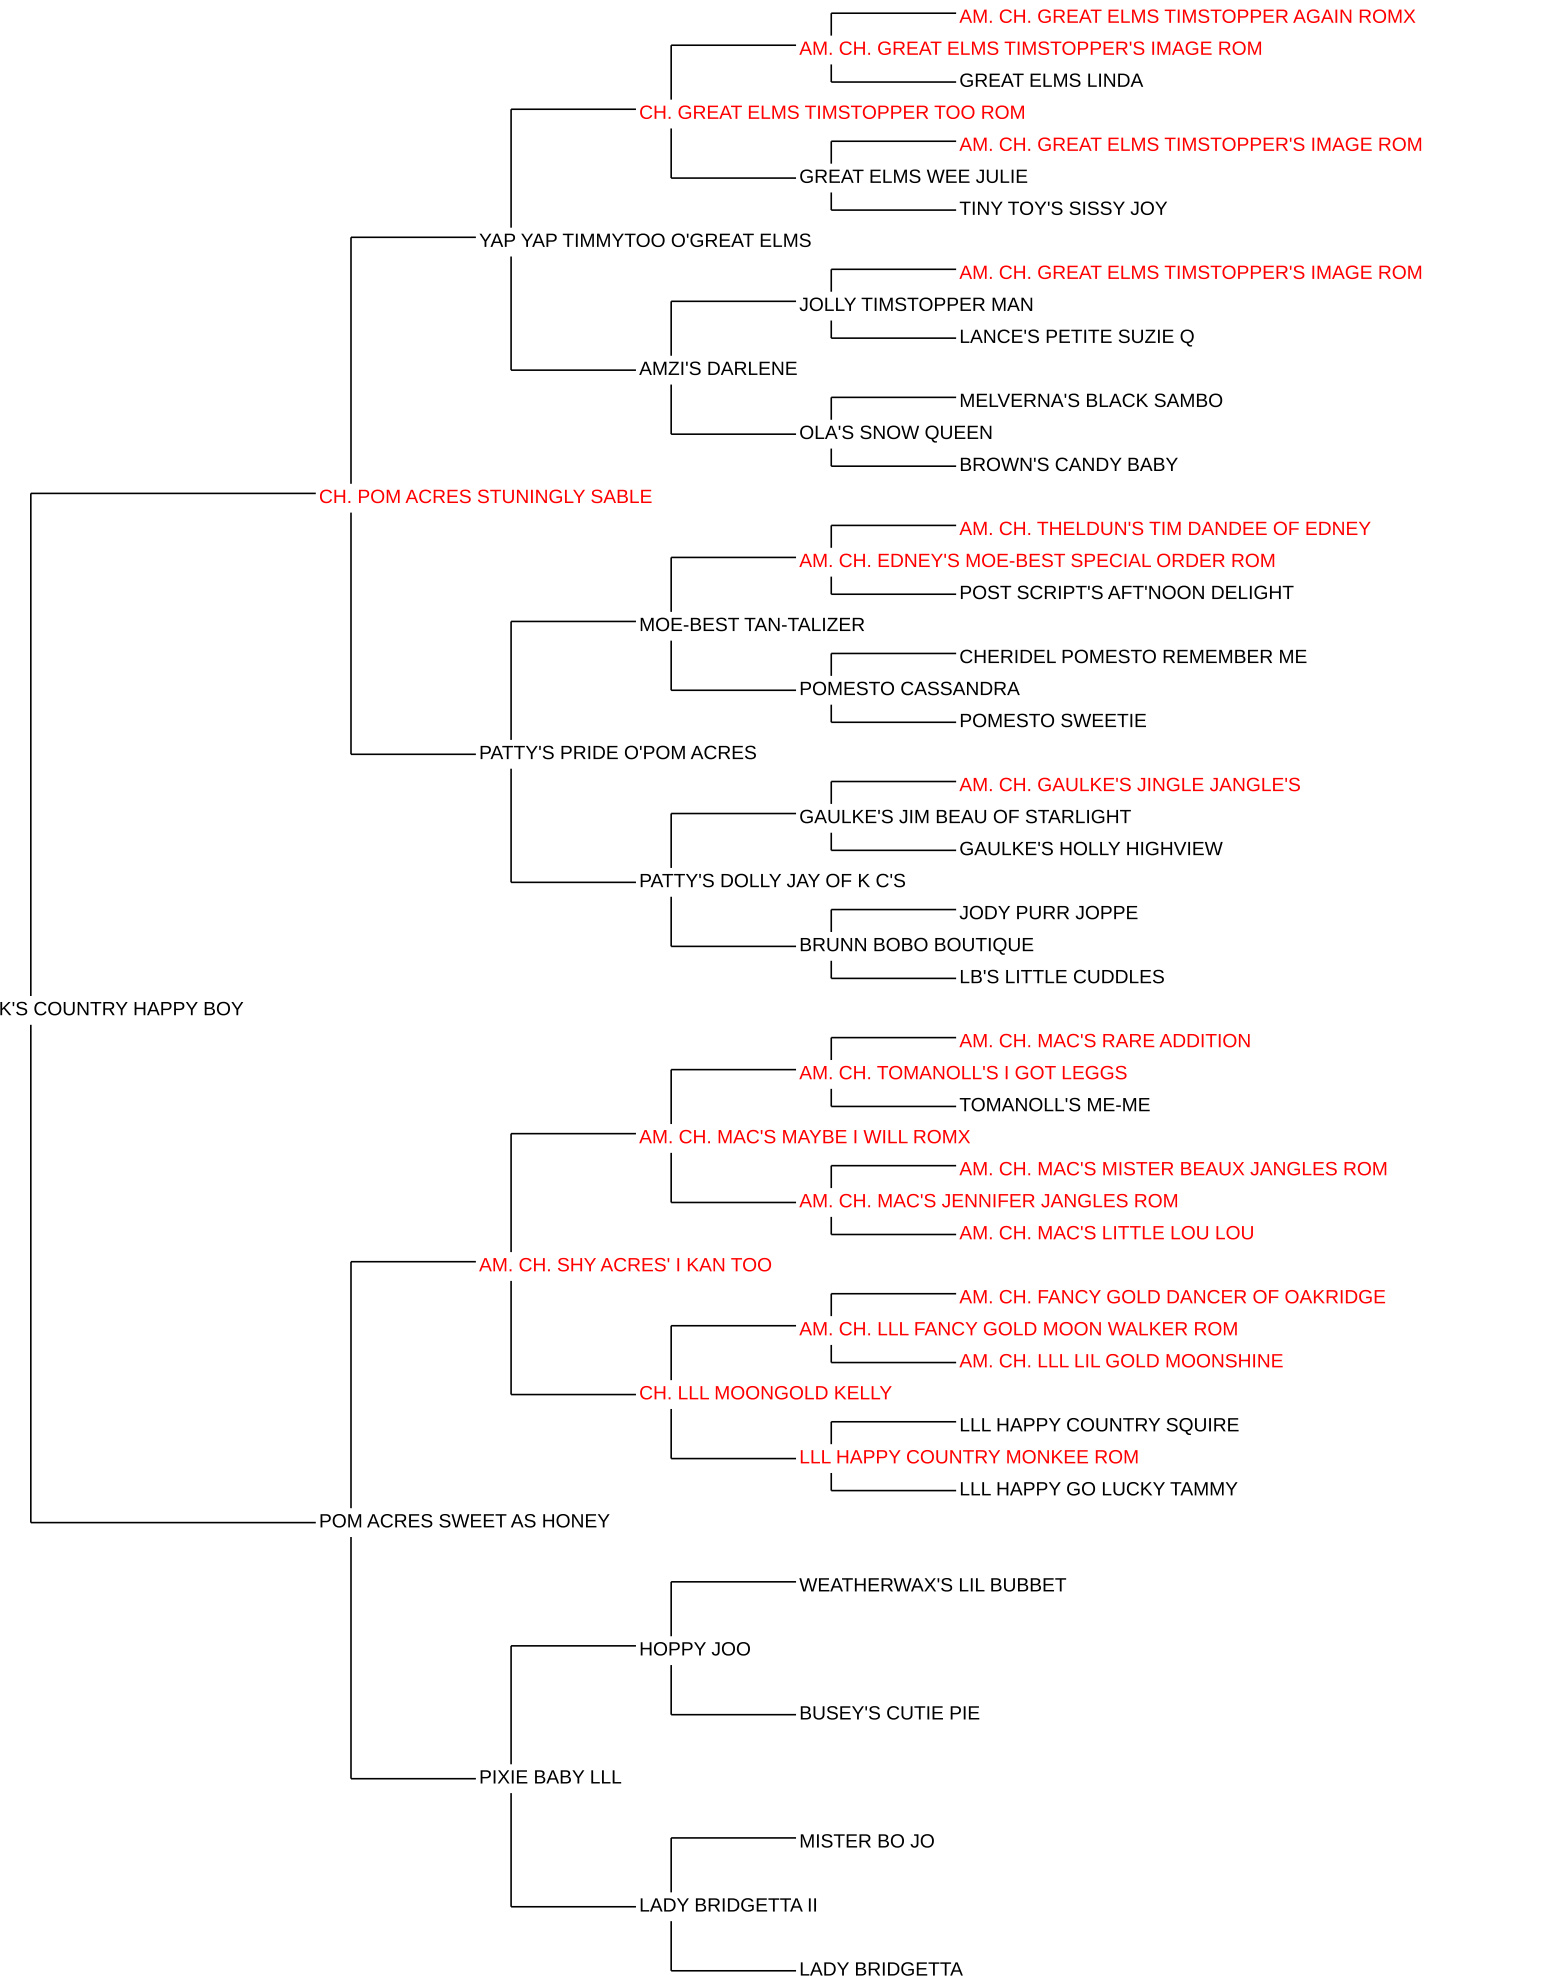 AM. CH. GREAT ELMS TIMSTOPPER AGAIN ROMX
AM. CH. GREAT ELMS TIMSTOPPER'S IMAGE ROM
GREAT ELMS LINDA
CH. GREAT ELMS TIMSTOPPER TOO ROM
AM. CH. GREAT ELMS TIMSTOPPER'S IMAGE ROM
GREAT ELMS WEE JULIE
TINY TOY'S SISSY JOY
YAP YAP TIMMYTOO O'GREAT ELMS
AM. CH. GREAT ELMS TIMSTOPPER'S IMAGE ROM
JOLLY TIMSTOPPER MAN
LANCE'S PETITE SUZIE Q
AMZI'S DARLENE
MELVERNA'S BLACK SAMBO
OLA'S SNOW QUEEN
BROWN'S CANDY BABY
CH. POM ACRES STUNINGLY SABLE
AM. CH. THELDUN'S TIM DANDEE OF EDNEY
AM. CH. EDNEY'S MOE-BEST SPECIAL ORDER ROM
POST SCRIPT'S AFT'NOON DELIGHT
MOE-BEST TAN-TALIZER
CHERIDEL POMESTO REMEMBER ME
POMESTO CASSANDRA
POMESTO SWEETIE
PATTY'S PRIDE O'POM ACRES
AM. CH. GAULKE'S JINGLE JANGLE'S
GAULKE'S JIM BEAU OF STARLIGHT
GAULKE'S HOLLY HIGHVIEW
PATTY'S DOLLY JAY OF K C'S
JODY PURR JOPPE
BRUNN BOBO BOUTIQUE
LB'S LITTLE CUDDLES
K'S COUNTRY HAPPY BOY
AM. CH. MAC'S RARE ADDITION
AM. CH. TOMANOLL'S I GOT LEGGS
TOMANOLL'S ME-ME
AM. CH. MAC'S MAYBE I WILL ROMX
AM. CH. MAC'S MISTER BEAUX JANGLES ROM
AM. CH. MAC'S JENNIFER JANGLES ROM
AM. CH. MAC'S LITTLE LOU LOU
AM. CH. SHY ACRES' I KAN TOO
AM. CH. FANCY GOLD DANCER OF OAKRIDGE
AM. CH. LLL FANCY GOLD MOON WALKER ROM
AM. CH. LLL LIL GOLD MOONSHINE
CH. LLL MOONGOLD KELLY
LLL HAPPY COUNTRY SQUIRE
LLL HAPPY COUNTRY MONKEE ROM
LLL HAPPY GO LUCKY TAMMY
POM ACRES SWEET AS HONEY
WEATHERWAX'S LIL BUBBET
HOPPY JOO
BUSEY'S CUTIE PIE
PIXIE BABY LLL
MISTER BO JO
LADY BRIDGETTA II
LADY BRIDGETTA